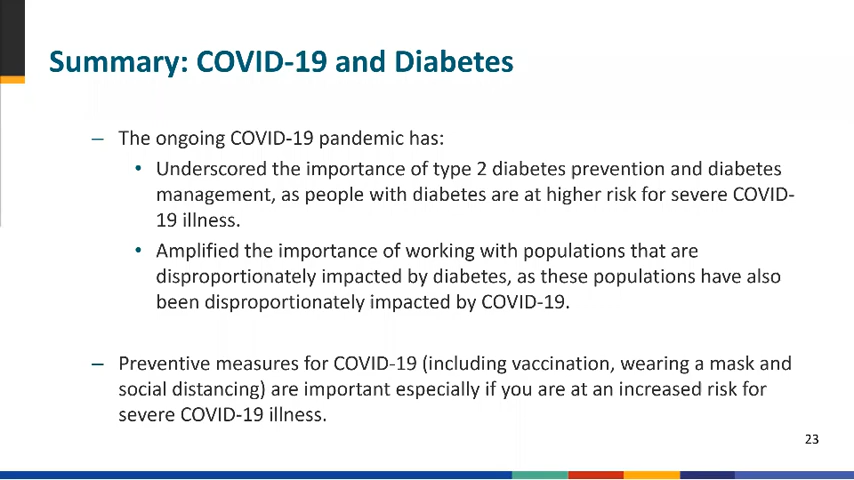 Summary: COVID-19 and Diabetes
– The ongoing COVID-19 pandemic has:
• Underscored the importance of type 2 diabetes prevention and diabetes
management, as people with diabetes are at higher risk for severe COVID-
19 illness.
• Amplified the importance of working with populations that are
disproportionately impacted by diabetes, as these populations have also
been disproportionately impacted by COVID-19.
– Preventive measures for COVID-19 (including vaccination, wearing a mask and
social distancing) are important especially if you are at an increased risk for
severe COVID-19 illness.
23